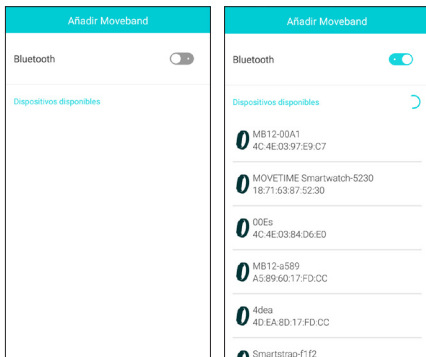 Añadir Moveband
Bluetooth
Dispositivos disponibles
Añadir Moveband
Bluetooth
Dispositivos disponibles
MB12-00A1
4C:4E:03:97:E9:C7
MOVETIME Smartwatch-5230
18:71:63:87:52:30
00Es
4C:4E:03:84:D6:E0
MB12-a589
A5:89:60:17:FD:CC
4dea
4D:EA:8D:17:FD:CC
Smartstrap-f1f2